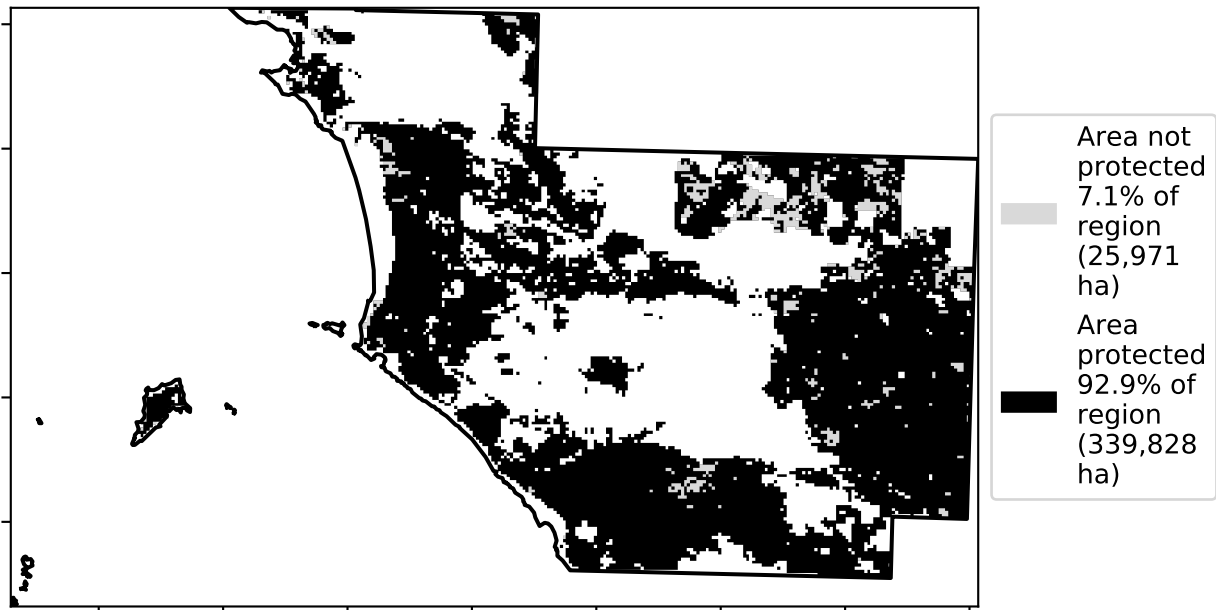 Area not
protected
7.1% of
region
(25,971
ha)
Area
protected
92.9% of
region
(339,828
ha)